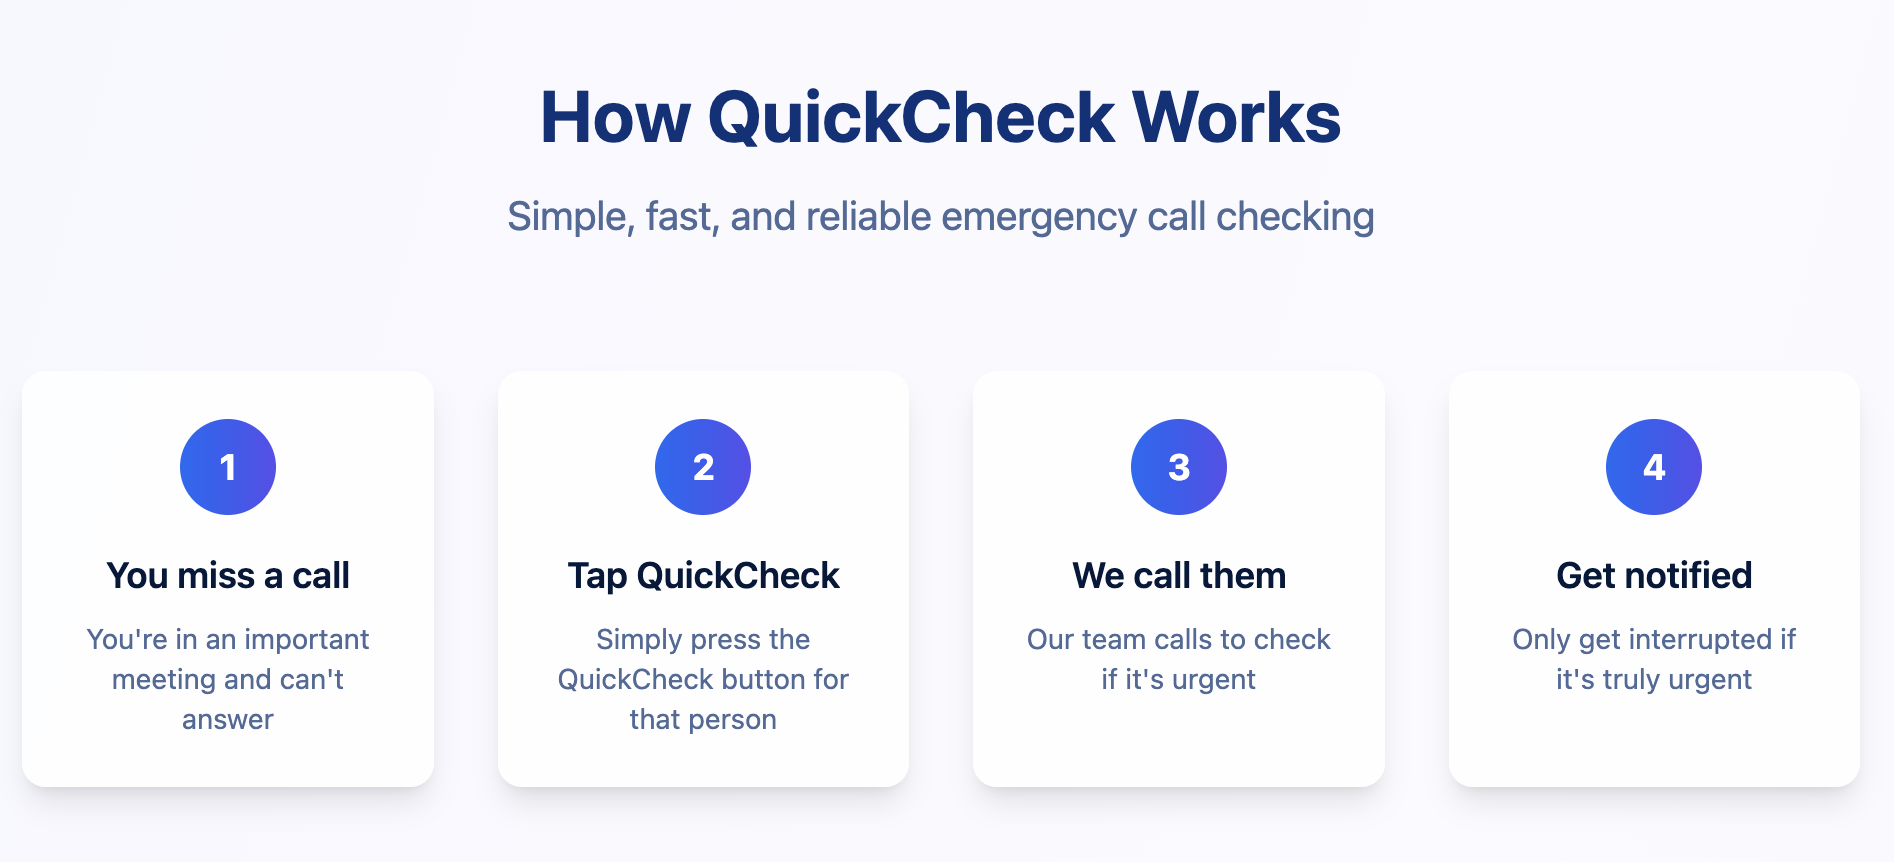 How QuickCheck Works
Simple, fast, and reliable emergency call checking
1
You miss a call
You're in an important
meeting and can't
answer
2
Tap QuickCheck
Simply press the
QuickCheck button for
that person
3
We call them
Our team calls to check
if it's urgent
4
Get notified
Only get interrupted if
it's truly urgent